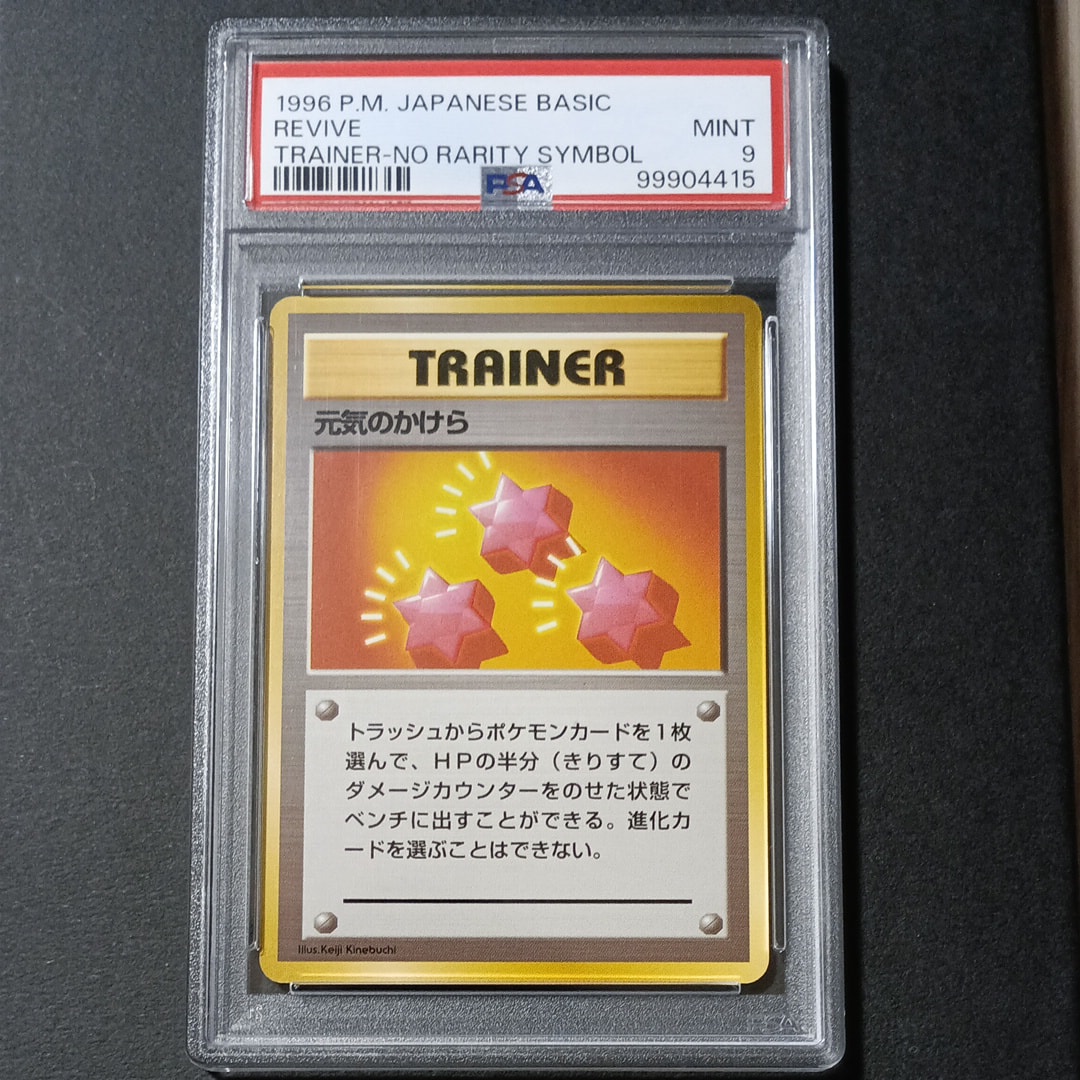 1996 P.M. JAPANESE BASIC
REVIVE MINT
TRAINER-NO RARITY SYMBOL 9
PSA 99904415
TRAINER
元気のかけら
トラッシュからポケモンカードを1枚
選んで、HPの半分(きりすて)の
ダメージカウンターをのせた状態で
ベンチに出すことができる。進化カ
ードを選ぶことはできない。
Illus.Keiji Kinebuchi